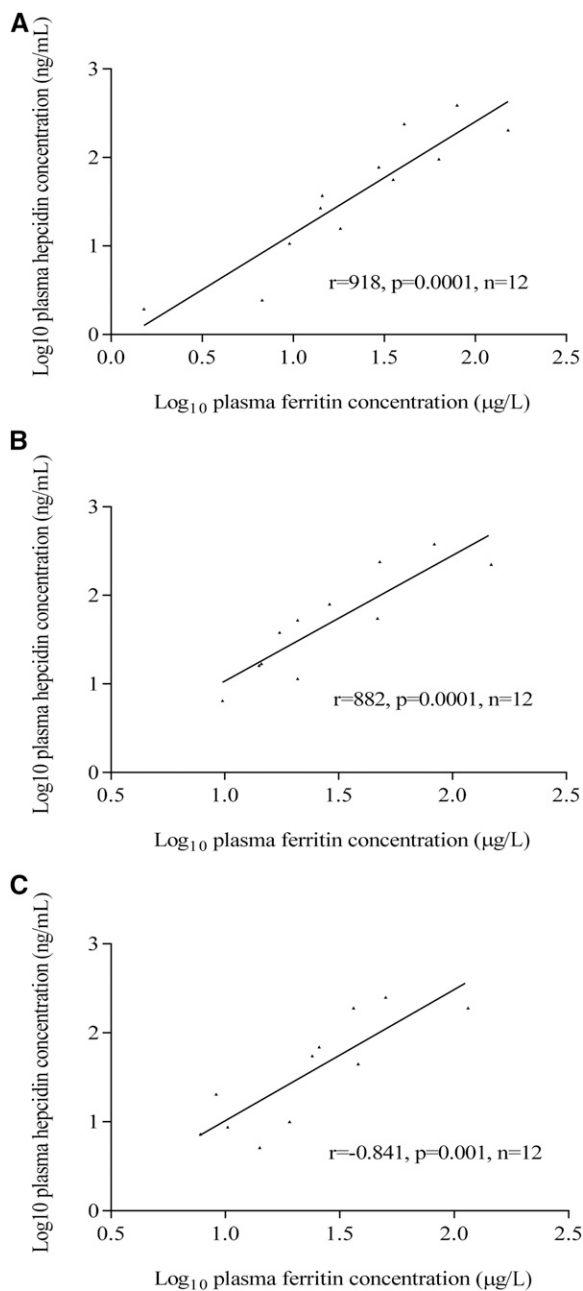 A
Log10 plasma hepcidin concentration (ng/mL)
3
2
1
0
0.0 0.5 1.0 1.5 2.0 2.5
r=918, p=0.0001, n=12
Log₁₀ plasma ferritin concentration (µg/L)
B
Log10 plasma hepcidin concentration (ng/mL)
3
2
1
0
0.5 1.0 1.5 2.0 2.5
r=882, p=0.0001, n=12
Log₁₀ plasma ferritin concentration (µg/L)
C
Log10 plasma hepcidin concentration (ng/mL)
3
2
1
0
0.5 1.0 1.5 2.0 2.5
r=-0.841, p=0.001, n=12
Log₁₀ plasma ferritin concentration (µg/L)